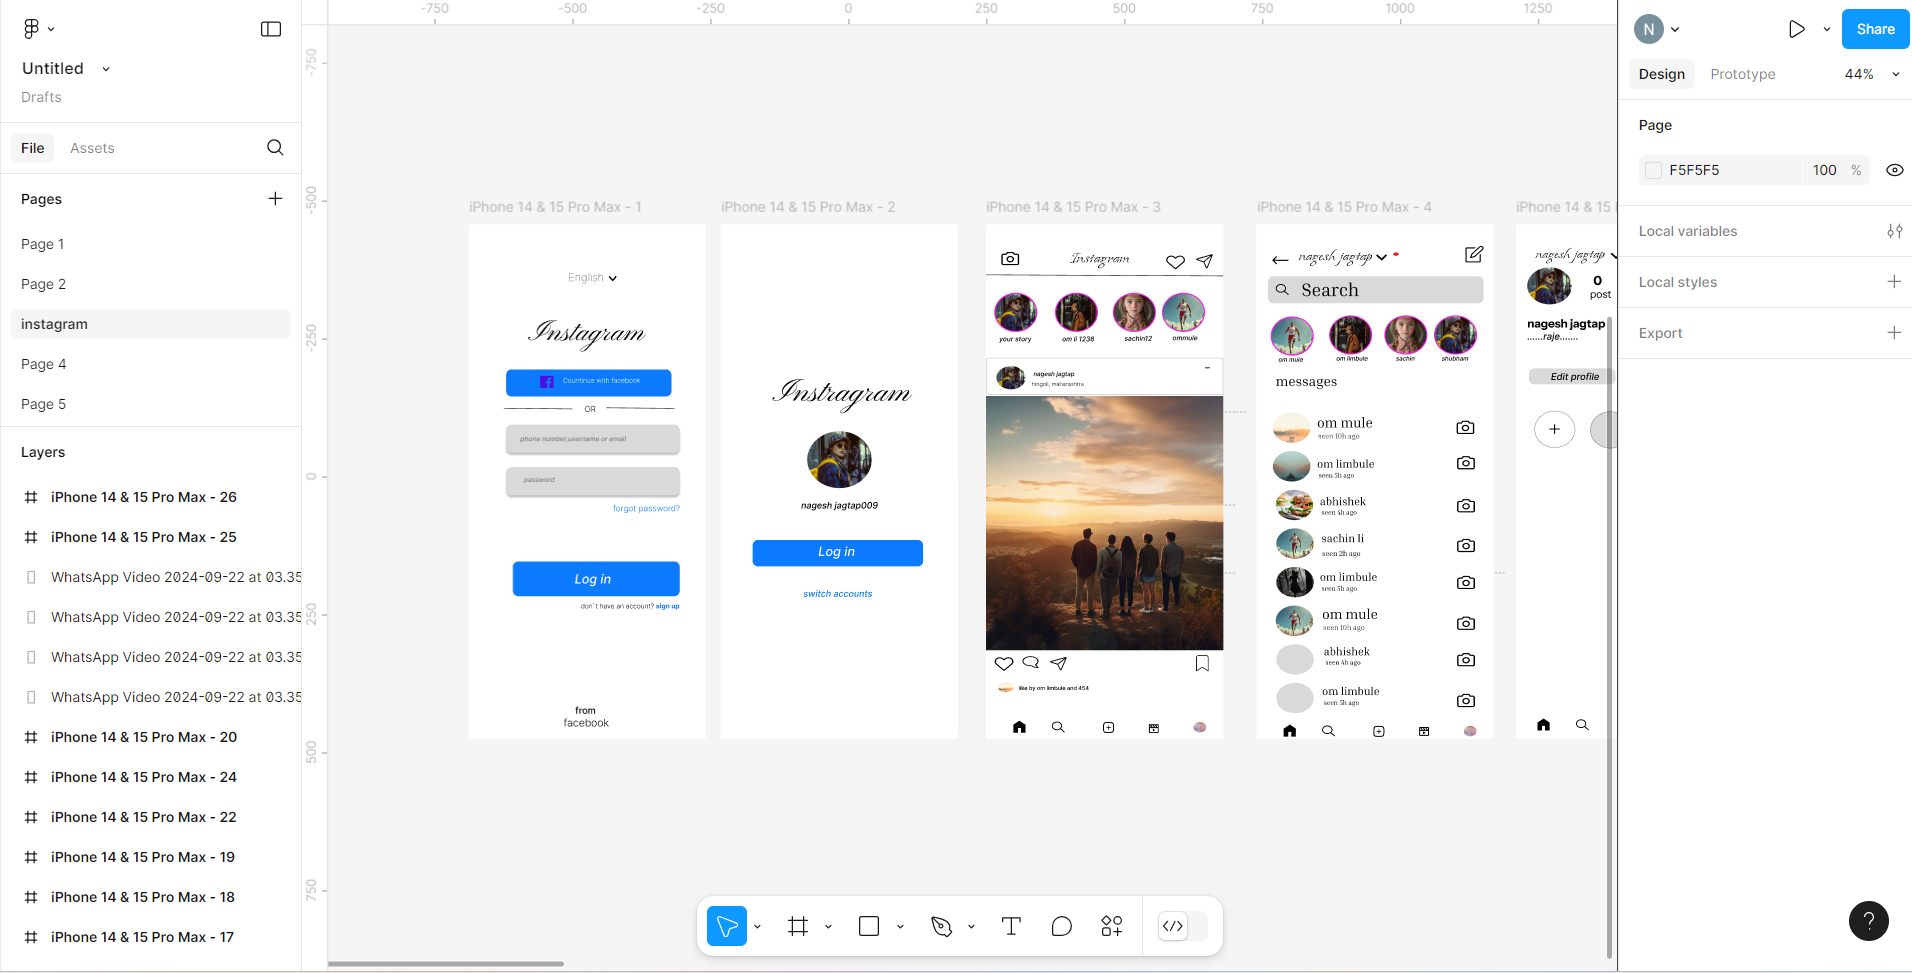 Untitled
Drafts
File
Assets
Pages
Page 1
Page 2
instagram
Page 4
Page 5
Layers
iPhone 14 & 15 Pro Max - 26
iPhone 14 & 15 Pro Max - 25
WhatsApp Video 2024-09-22 at 03.35
WhatsApp Video 2024-09-22 at 03.35
WhatsApp Video 2024-09-22 at 03.35
WhatsApp Video 2024-09-22 at 03.35
iPhone 14 & 15 Pro Max - 20
iPhone 14 & 15 Pro Max - 24
iPhone 14 & 15 Pro Max - 22
iPhone 14 & 15 Pro Max - 19
iPhone 14 & 15 Pro Max - 18
iPhone 14 & 15 Pro Max - 17
-750 -500 -250 0 250 500 750 1000 1250
-750
-500
-250
0
250
500
750
iPhone 14 & 15 Pro Max - 1
English
Instagram
Countinue with facebook
OR
phone number,username or email
password
forgot password?
Log in
don`t have an account? sign up
from
facebook
iPhone 14 & 15 Pro Max - 2
Instragram
nagesh jagtap009
Log in
switch accounts
iPhone 14 & 15 Pro Max - 3
Instagram
your story
om li 1236
sachin12
ommule
nagesh jagtap
hingoli, maharashtra
like by om limbule and 454
iPhone 14 & 15 Pro Max - 4
nagesh jagtap
Search
om mule
om limbule
sachin
shubham
messages
om mule
seen 10h ago
om limbule
seen 5h ago
abhishek
seen 4h ago
sachin li
seen 2h ago
om limbule
seen 5h ago
om mule
seen 19h ago
abhishek
seen 4h ago
om limbule
seen 5h ago
iPhone 14 & 15
nagesh jagtap
0
post
nagesh jagtap
......raje.......
Edit profile
N
Share
Design
Prototype
44%
Page
F5F5F5
100 %
Local variables
Local styles
Export
?